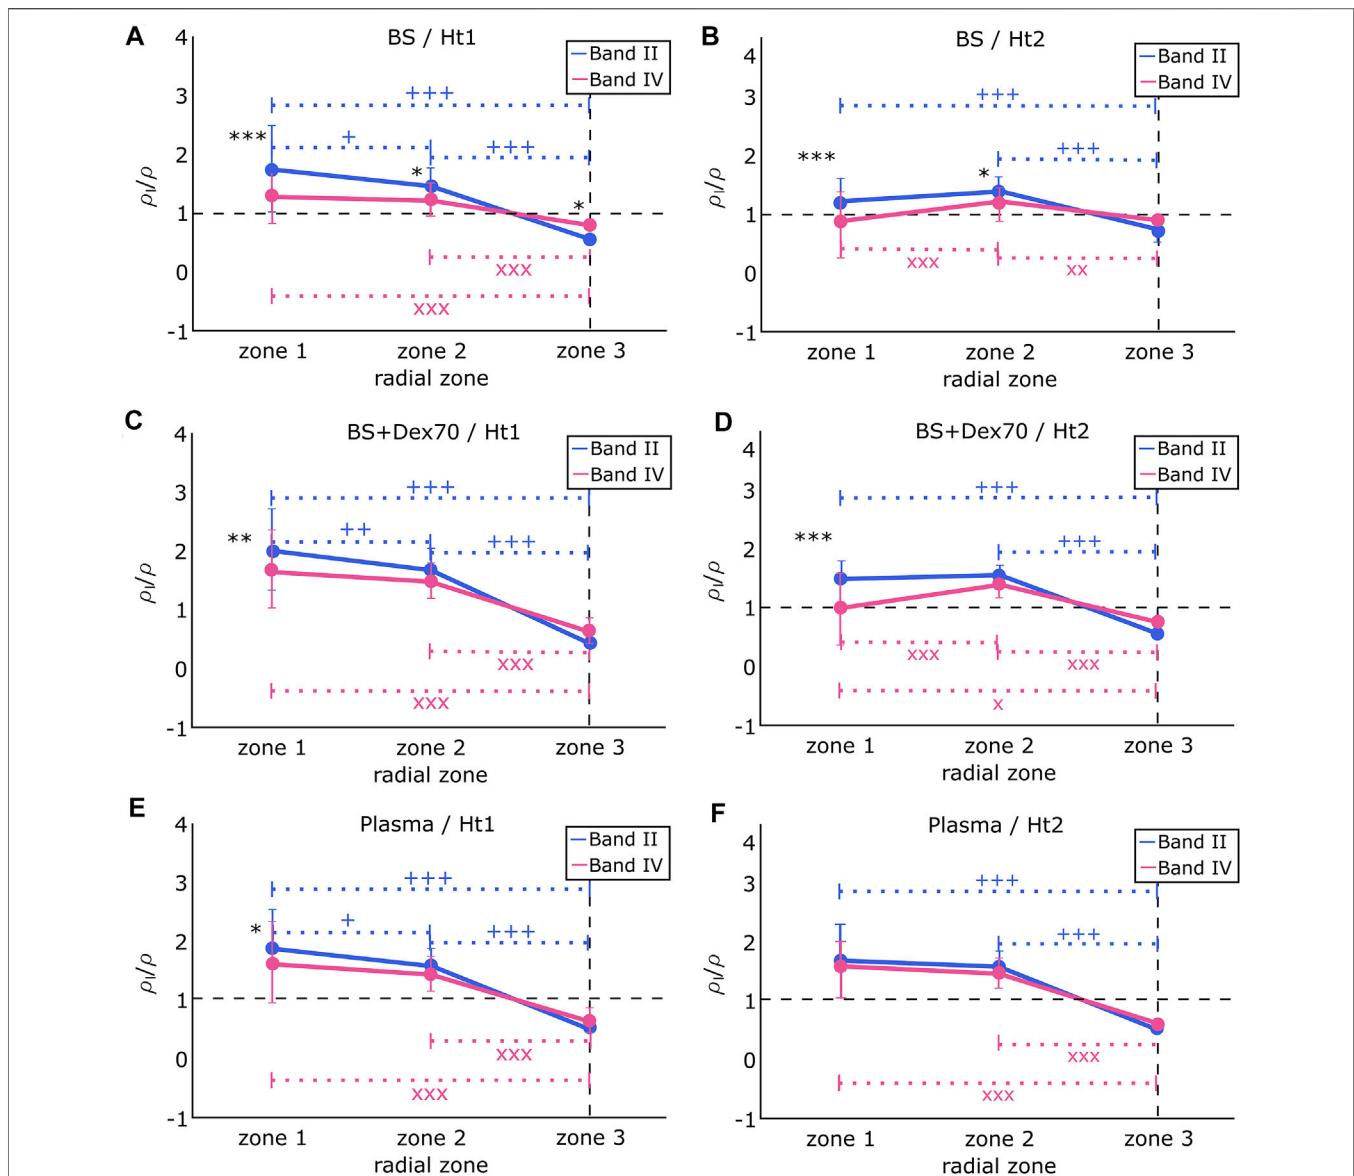 A
BS / Ht1
Band II
Band IV
4
3
2
1
0
-1
ρl/ρ
+++
+
+++
***
*
*
xxx
xxx
zone 1 zone 2 zone 3
radial zone
B
BS / Ht2
Band II
Band IV
4
3
2
1
0
-1
ρl/ρ
+++
+++
***
*
xxx
xx
zone 1 zone 2 zone 3
radial zone
C
BS+Dex70 / Ht1
Band II
Band IV
4
3
2
1
0
-1
ρl/ρ
+++
++
+++
**
xxx
xxx
zone 1 zone 2 zone 3
radial zone
D
BS+Dex70 / Ht2
Band II
Band IV
4
3
2
1
0
-1
ρl/ρ
+++
+++
***
xxx
xxx
x
zone 1 zone 2 zone 3
radial zone
E
Plasma / Ht1
Band II
Band IV
4
3
2
1
0
-1
ρl/ρ
+++
+
+++
*
xxx
xxx
zone 1 zone 2 zone 3
radial zone
F
Plasma / Ht2
Band II
Band IV
4
3
2
1
0
-1
ρl/ρ
+++
+++
xxx
xxx
zone 1 zone 2 zone 3
radial zone